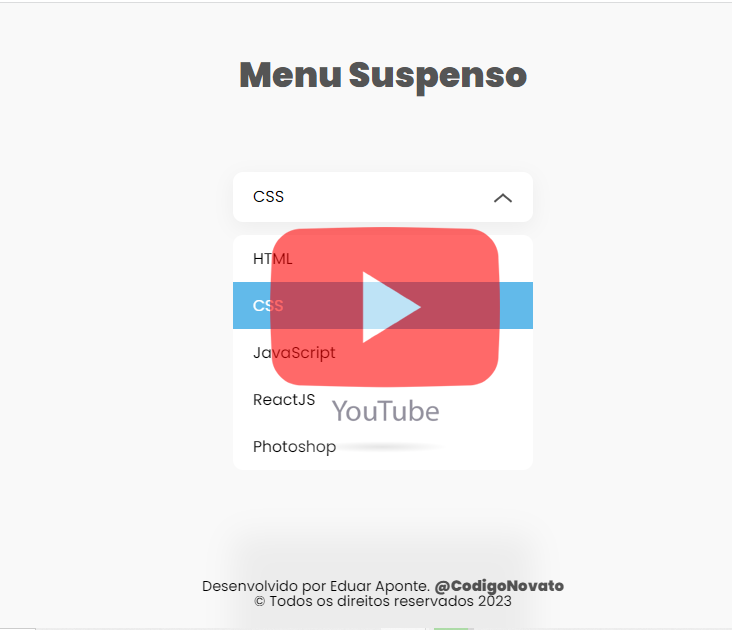 Menu Suspenso
CSS
HTML
CSS
JavaScript
ReactJS
YouTube
Photoshop
Desenvolvido por Eduar Aponte. @CodigoNovato
© Todos os direitos reservados 2023